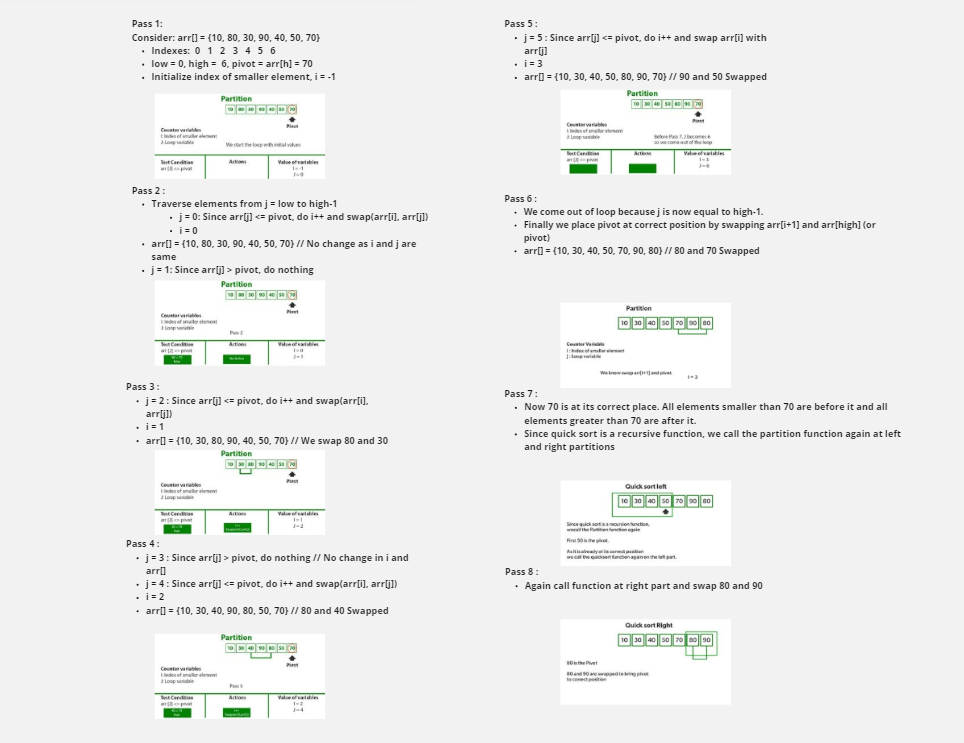 Pass 1:
Consider: arr[] = {10, 80, 30, 90, 40, 50, 70}
• Indexes: 0 1 2 3 4 5 6
• low = 0, high = 6, pivot = arr[h] = 70
• Initialize index of smaller element, i = -1
Partition
10 80 30 90 40 50 70
Pivot
Counter variables
I: Index of smaller element
J: Loop variable
We start the loop with initial values
Test Condition Actions Value of variables
arr[J] <= pivot
I = -1
J = 0
Pass 2 :
• Traverse elements from j = low to high-1
• j = 0: Since arr[j] <= pivot, do i++ and swap(arr[i], arr[j])
• i = 0
• arr[] = {10, 80, 30, 90, 40, 50, 70} // No change as i and j are
same
• j = 1: Since arr[j] > pivot, do nothing
Partition
10 80 30 90 40 50 70
Pivot
Counter variables
I: Index of smaller element
J: Loop variable
Pass 2
Test Condition Actions Value of variables
arr[J] <= pivot
I = 0
J = 1
No Action
Pass 3 :
• j = 2 : Since arr[j] <= pivot, do i++ and swap(arr[i],
arr[j])
• i = 1
• arr[] = {10, 30, 80, 90, 40, 50, 70} // We swap 80 and 30
Partition
10 30 80 90 40 50 70
Pivot
Counter variables
I: Index of smaller element
J: Loop variable
Test Condition Actions Value of variables
arr[J] <= pivot
I = 1
J = 2
Pass 4 :
• j = 3 : Since arr[j] > pivot, do nothing // No change in i and
arr[]
• j = 4 : Since arr[j] <= pivot, do i++ and swap(arr[i], arr[j])
• i = 2
• arr[] = {10, 30, 40, 90, 80, 50, 70} // 80 and 40 Swapped
Partition
10 30 40 90 80 50 70
Pivot
Counter variables
I: Index of smaller element
J: Loop variable
Pass 5
Test Condition Actions Value of variables
arr[J] <= pivot
I = 2
J = 4
Pass 5 :
• j = 5 : Since arr[j] <= pivot, do i++ and swap arr[i] with
arr[j]
• i = 3
• arr[] = {10, 30, 40, 50, 80, 90, 70} // 90 and 50 Swapped
Partition
10 30 40 50 80 90 70
Pivot
Counter variables
I: Index of smaller element
J: Loop variable
Before Pass 7, J becomes 6
so we come out of the loop
Test Condition Actions Value of variables
arr[J] <= pivot
I = 3
J = 6
Pass 6 :
• We come out of loop because j is now equal to high-1.
• Finally we place pivot at correct position by swapping arr[i+1] and arr[high] (or
pivot)
• arr[] = {10, 30, 40, 50, 70, 90, 80} // 80 and 70 Swapped
Partition
10 30 40 50 70 90 80
Counter Variable
I : Index of smaller element
J : loop variable
We know swap arr[i+1] and pivot
I = 3
Pass 7 :
• Now 70 is at its correct place. All elements smaller than 70 are before it and all
elements greater than 70 are after it.
• Since quick sort is a recursive function, we call the partition function again at left
and right partitions
Quick sort left
10 30 40 50 70 90 80
Since quick sort is a recursion function,
we call the Partition function again
First 50 is the pivot.
As it is already at its correct position
we call the quicksort function again on the left part.
Pass 8 :
• Again call function at right part and swap 80 and 90
Quick sort Right
10 30 40 50 70 80 90
80 is the Pivot
80 and 90 are swapped to bring pivot
to correct position